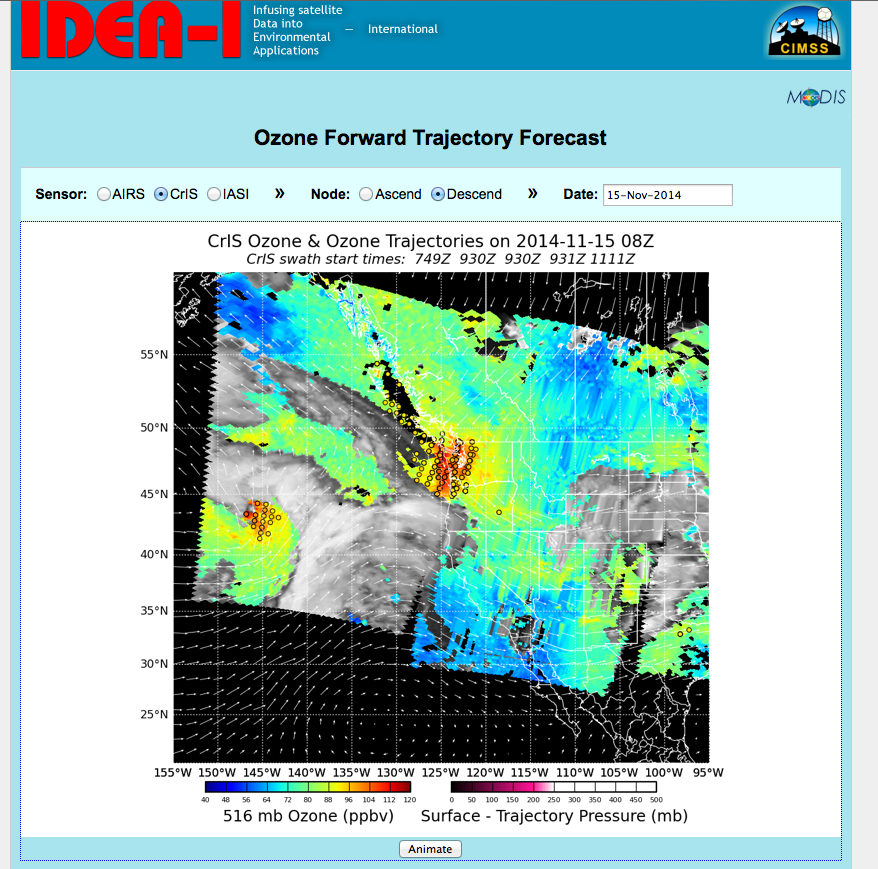 IDEA-I
Infusing satellite
Data into
Environmental
Applications
— International
CIMSS
MODIS
Ozone Forward Trajectory Forecast
Sensor: AIRS CrIS IASI » Node: Ascend Descend » Date: 15-Nov-2014
CrIS Ozone & Ozone Trajectories on 2014-11-15 08Z
CrIS swath start times: 749Z 930Z 930Z 931Z 1111Z
55°N
50°N
45°N
40°N
35°N
30°N
25°N
155°W 150°W 145°W 140°W 135°W 130°W 125°W 120°W 115°W 110°W 105°W 100°W 95°W
40 48 56 64 72 80 88 96 104 112 120
0 50 100 150 200 250 300 350 400 450 500
516 mb Ozone (ppbv) Surface - Trajectory Pressure (mb)
Animate